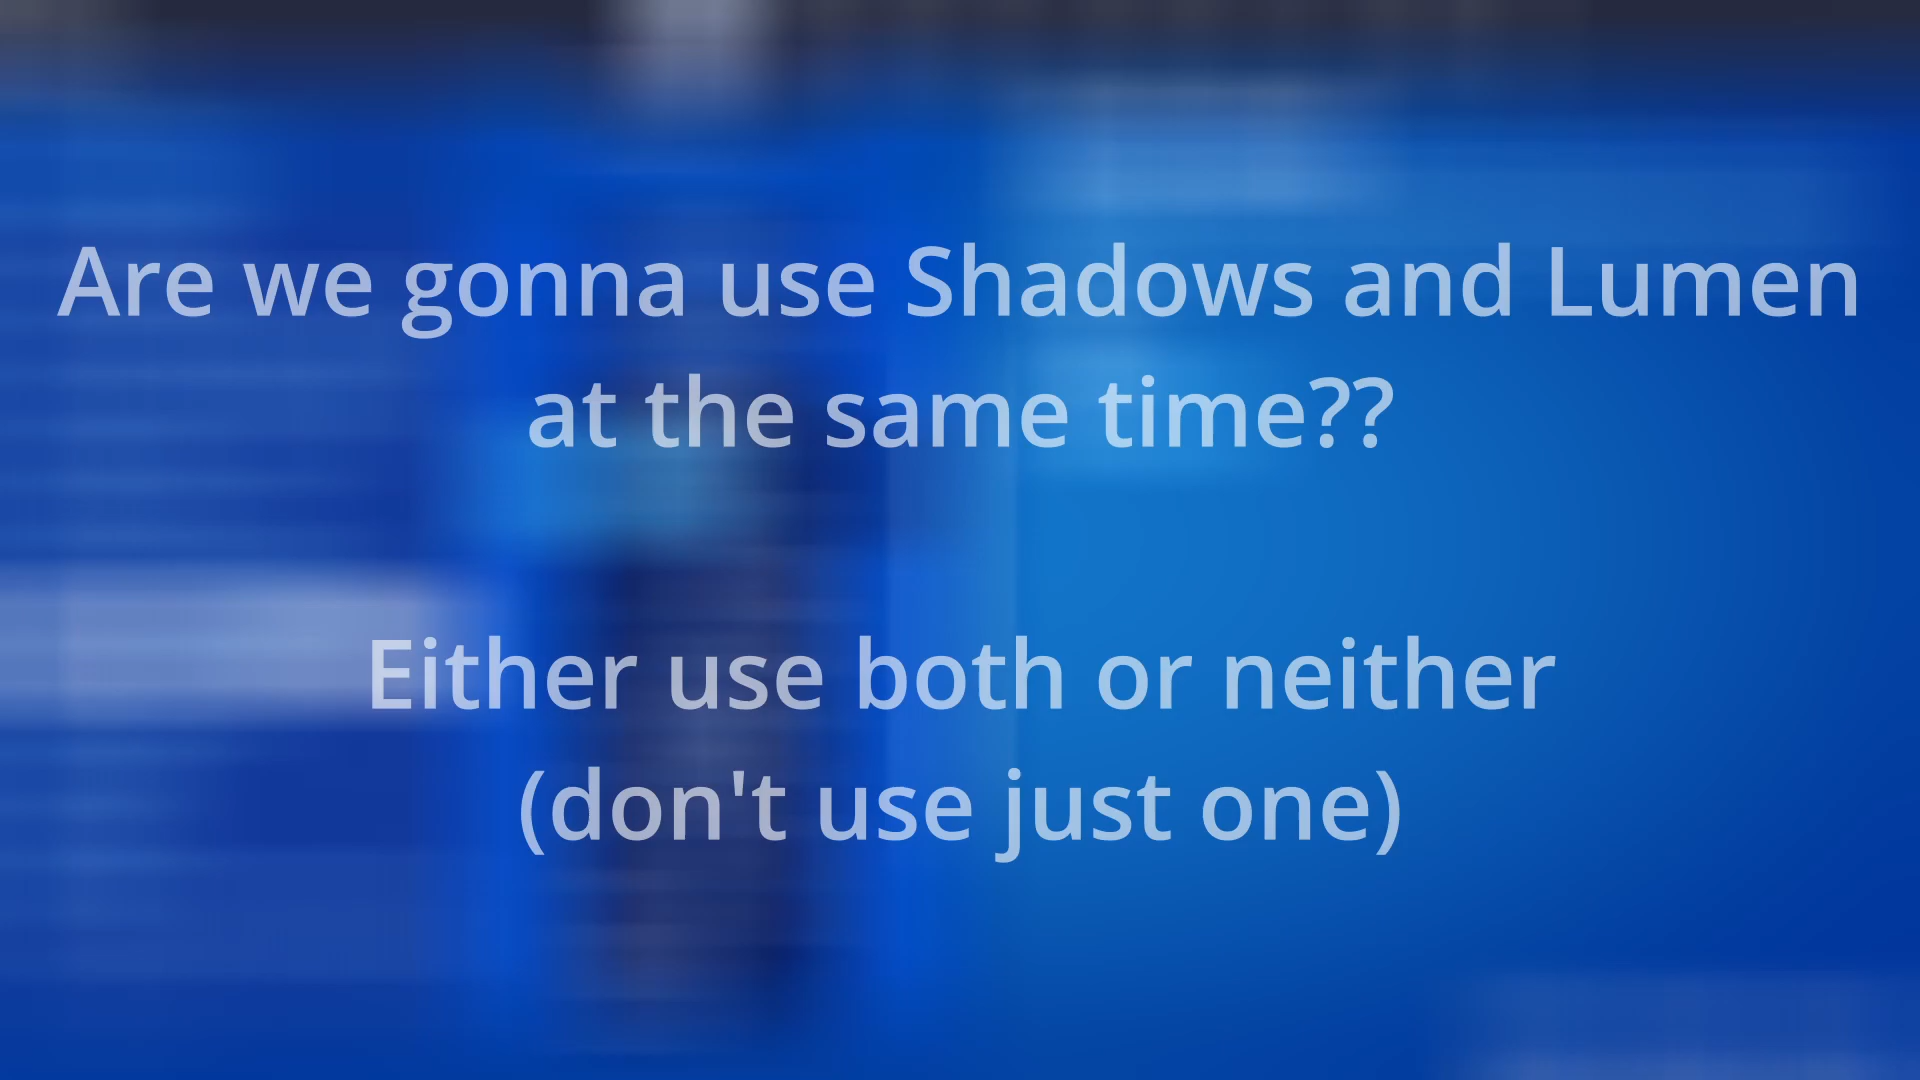 Are we gonna use Shadows and Lumen
at the same time??
Either use both or neither
(don't use just one)